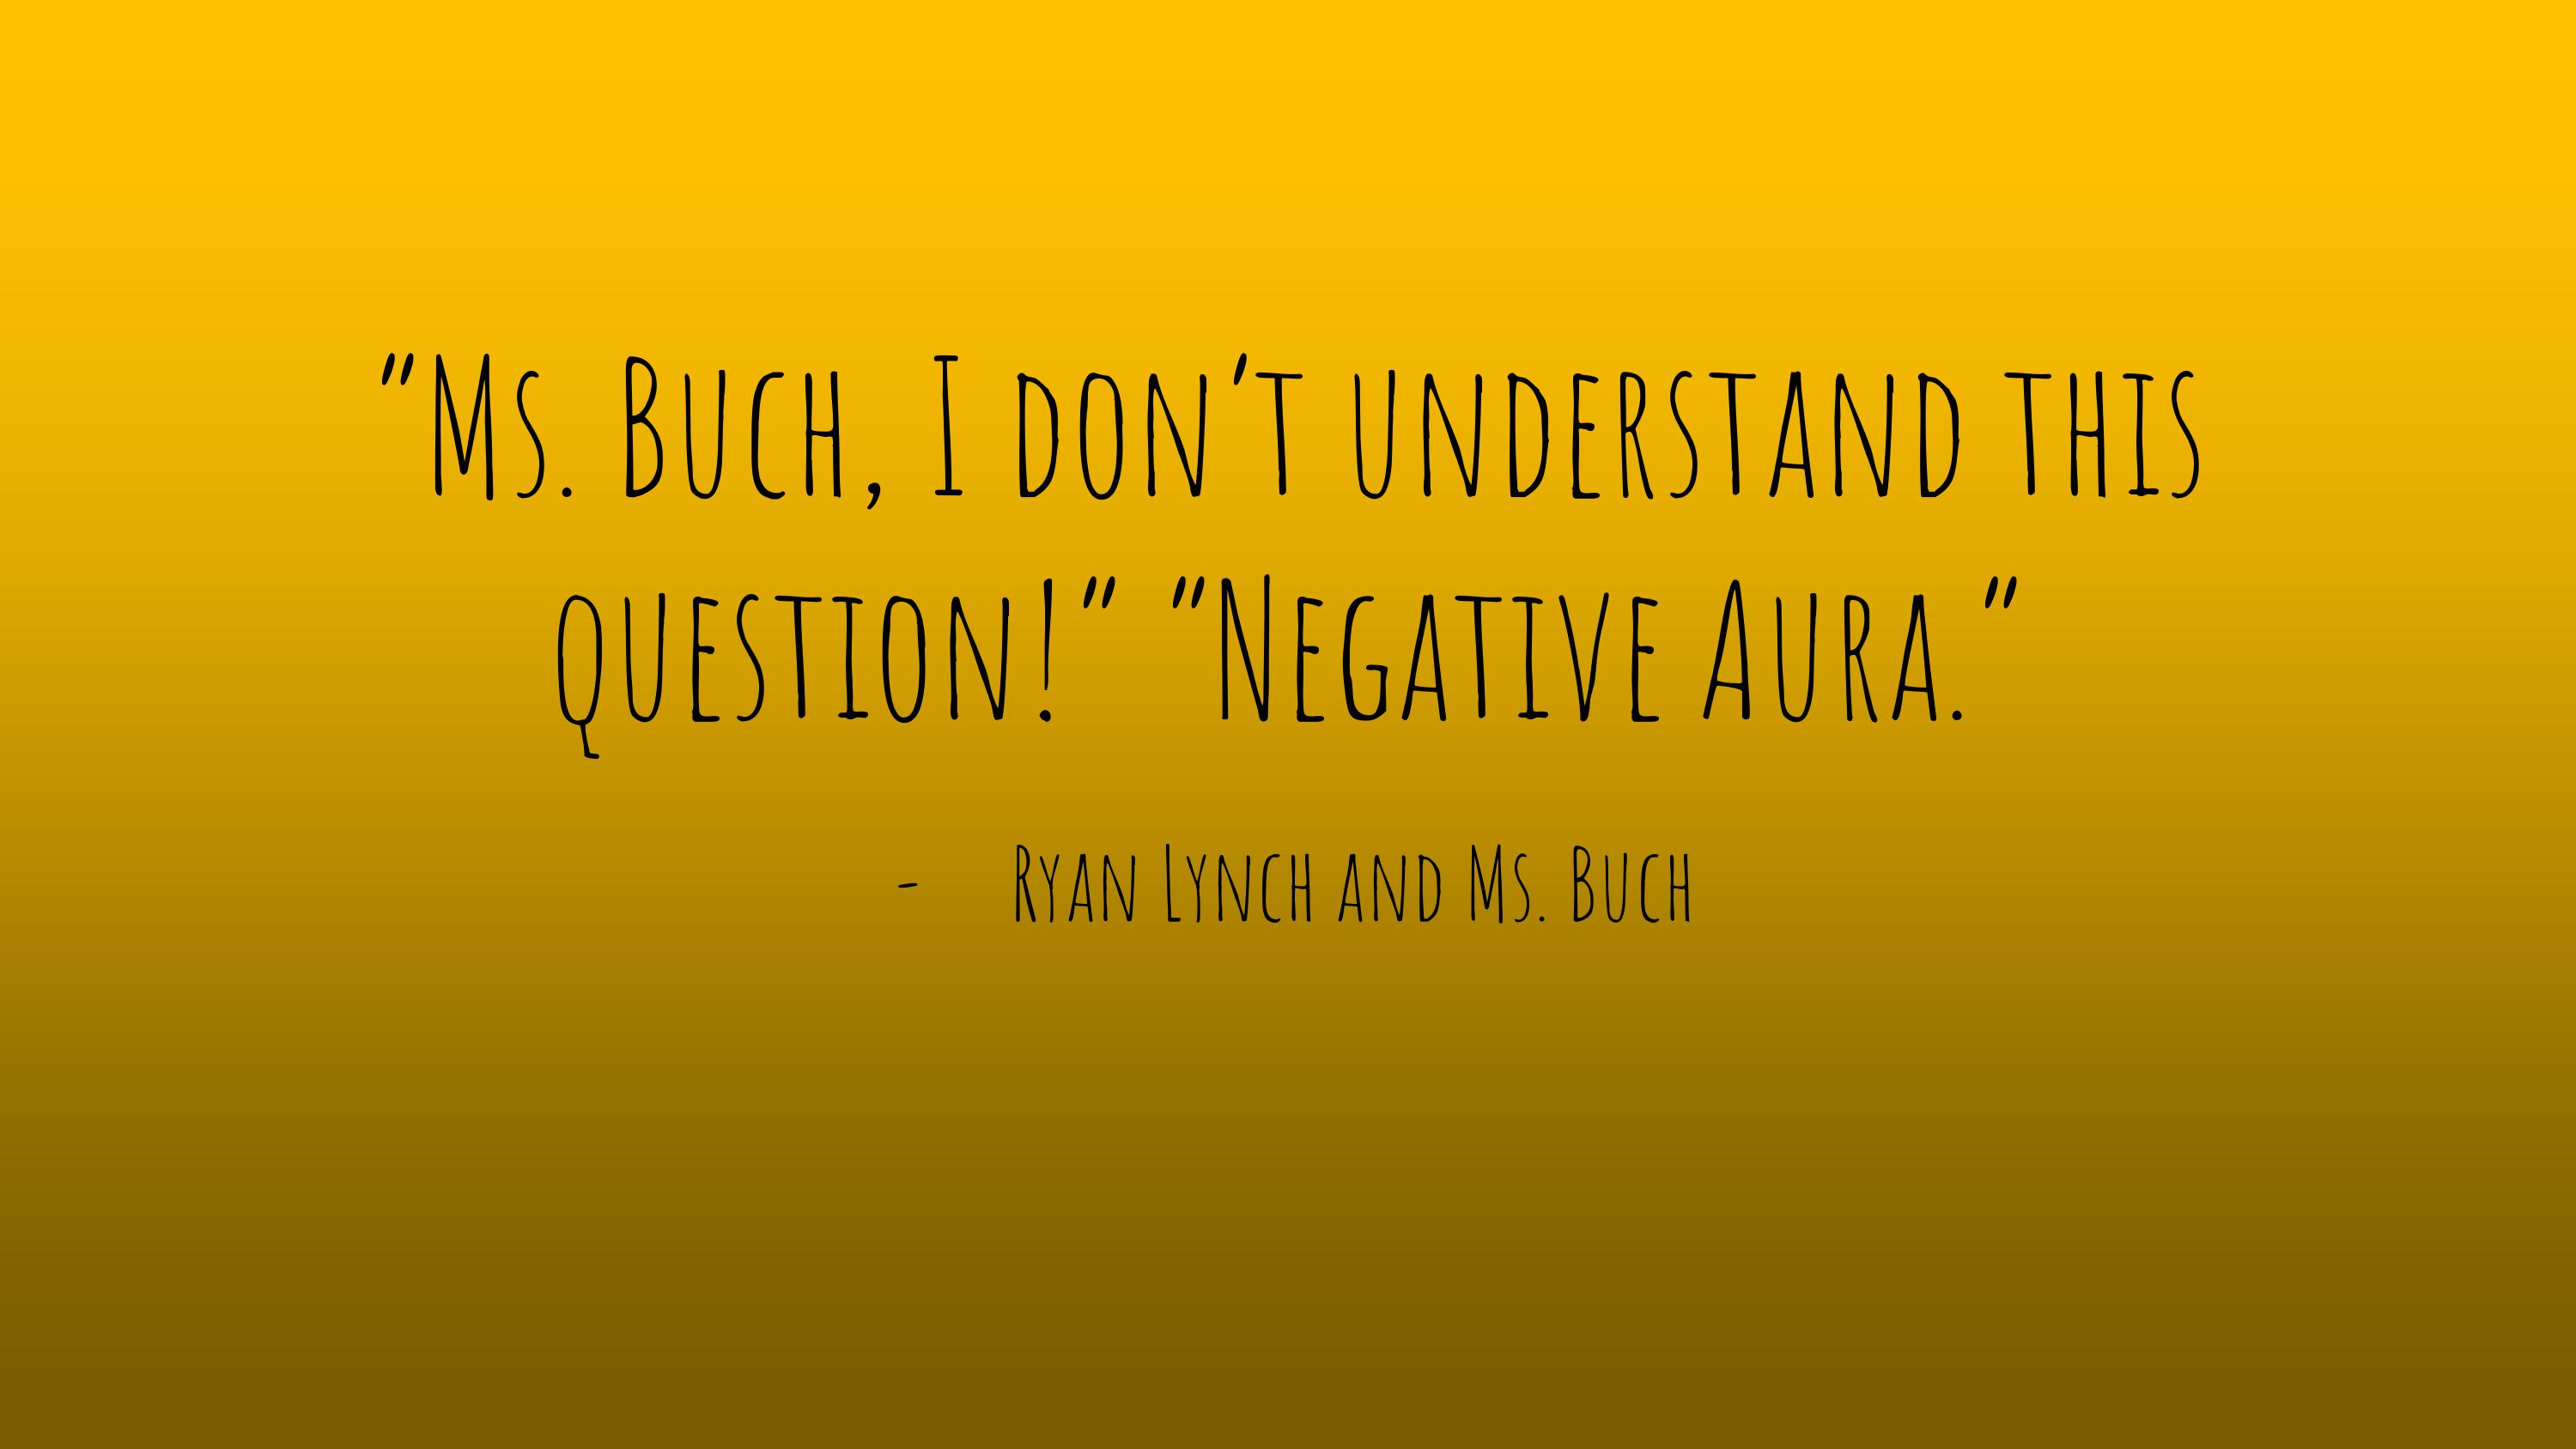 "Ms. Buch, I don't understand this
question!" "Negative Aura."
- Ryan Lynch and Ms. Buch